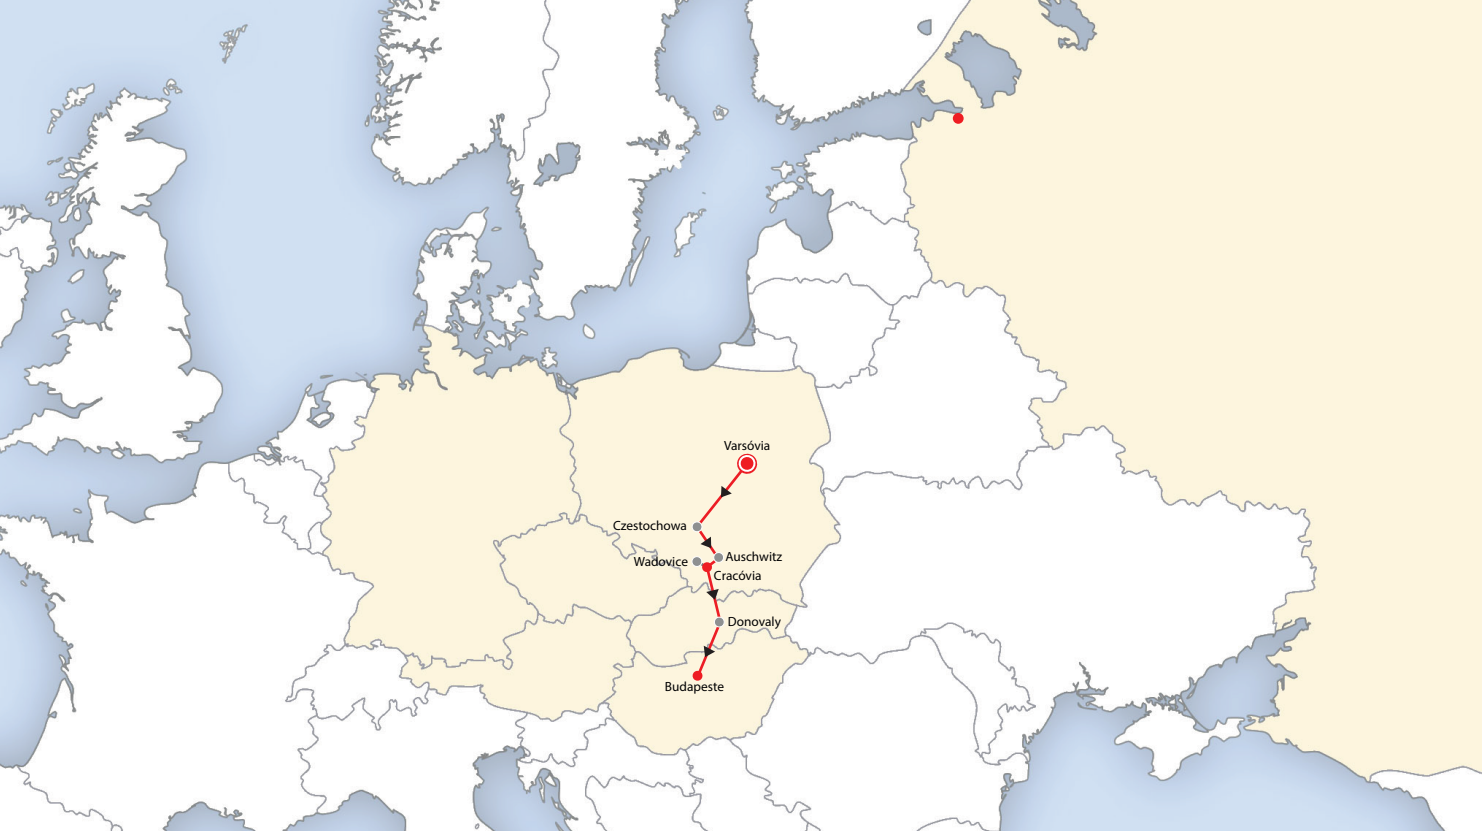 Varsóvia
Czestochowa
Auschwitz
Wadovice
Cracóvia
Donovaly
Budapeste